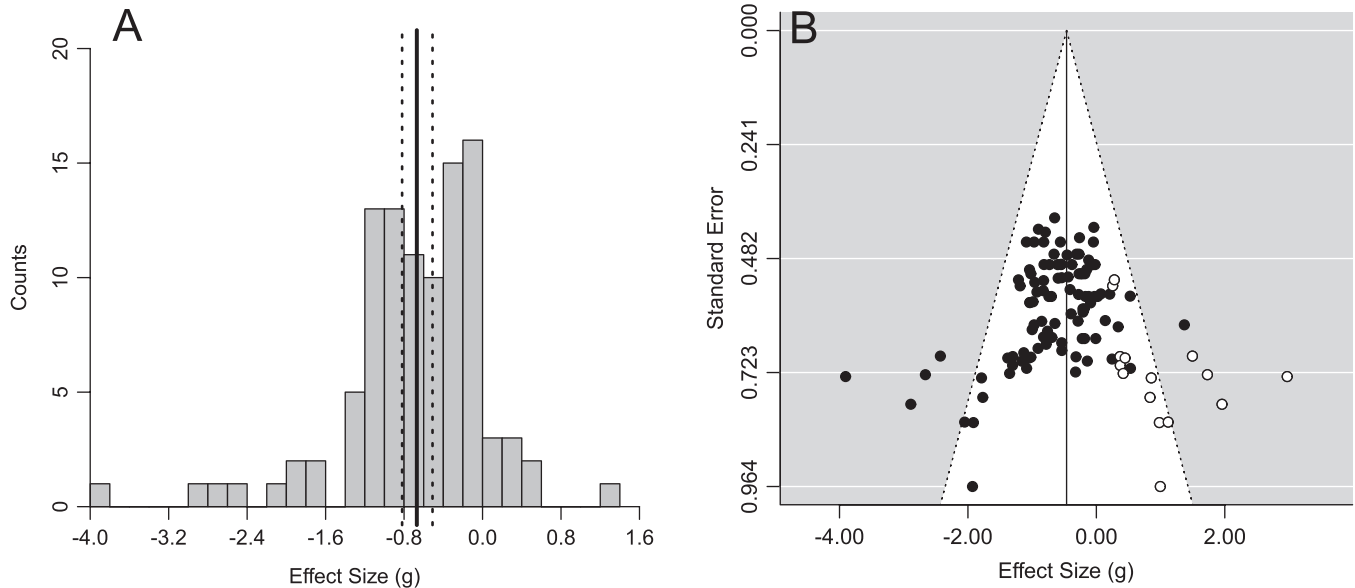 A
20
15
10
5
0
Counts
-4.0 -3.2 -2.4 -1.6 -0.8 0.0 0.8 1.6
Effect Size (g)
B
0.000
0.241
0.482
0.723
0.964
Standard Error
-4.00 -2.00 0.00 2.00
Effect Size (g)